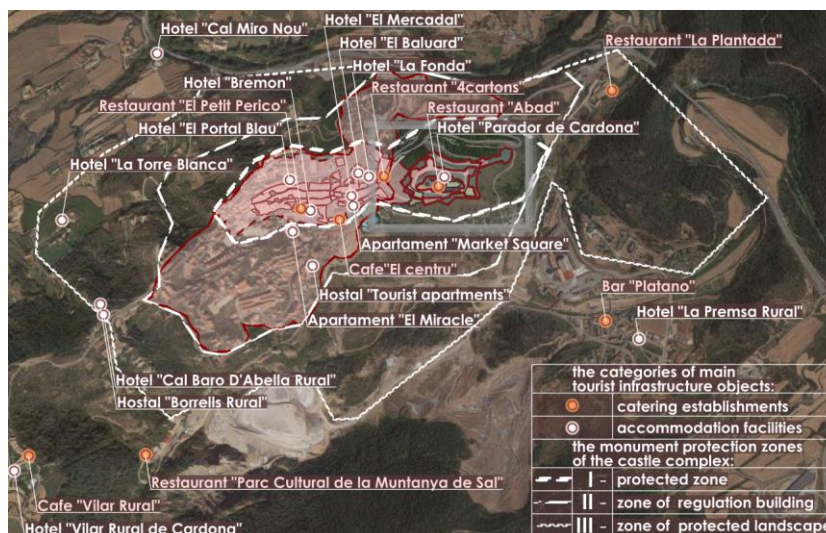 Hotel "El Mercadal"
Hotel "Cal Miro Nou"
Hotel "El Baluard"
Restaurant "La Plantada"
Hotel "La Fonda"
Hotel "Bremon"
Restaurant "4cartons"
Restaurant "El Petit Perico"
Restaurant "Abad"
Hotel "El Portal Blau"
Hotel "Parador de Cardona"
Hotel "La Torre Blanca"
Apartament "Market Square"
Cafe"El centru"
Bar "Platano"
Hostal "Tourist apartments"
Hotel "La Premsa Rural"
Apartament "El Miracle"
Hotel "Cal Baro D'Abella Rural"
Hostal "Borrells Rural"
Restaurant "Parc Cultural de la Muntanya de Sal"
Cafe "Vilar Rural"
Hotel "Vilar Rural de Cardona"
the categories of main
tourist infrastructure objects:
catering establishments
accommodation facilities
the monument protection zones
of the castle complex:
I - protected zone
II - zone of regulation building
III - zone of protected landscape